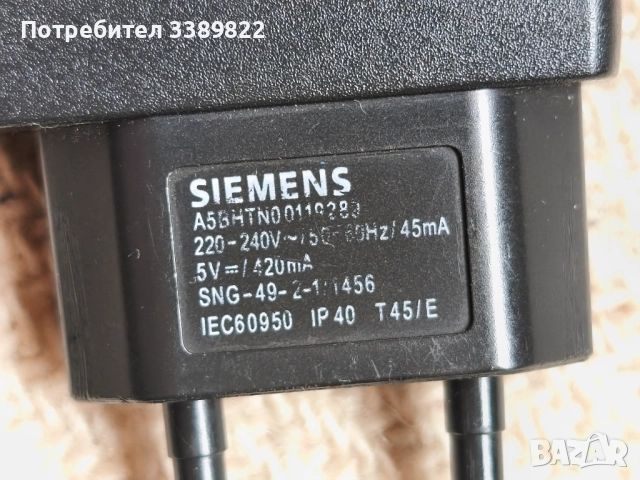 Потребител 3389822
SIEMENS
A5BHTN00119280
220-240V~/50-60Hz/45mA
5V=/420mA
SNG-49-2-1/1456
IEC60950 IP40 T45/E
BAZAR